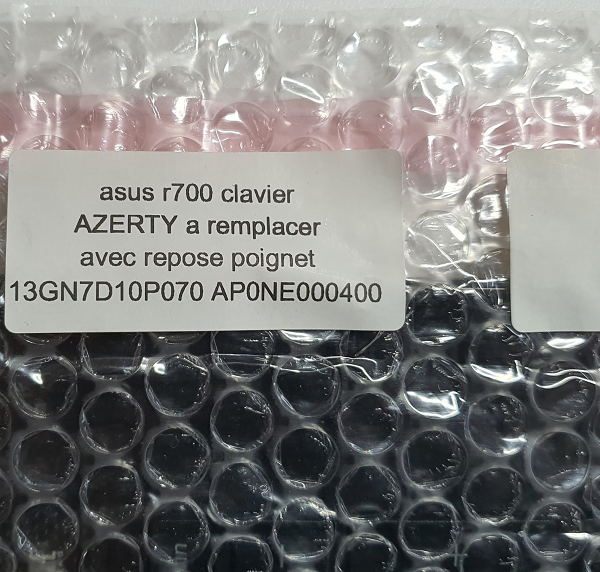 asus r700 clavier
AZERTY a remplacer
avec repose poignet
13GN7D10P070 AP0NE000400